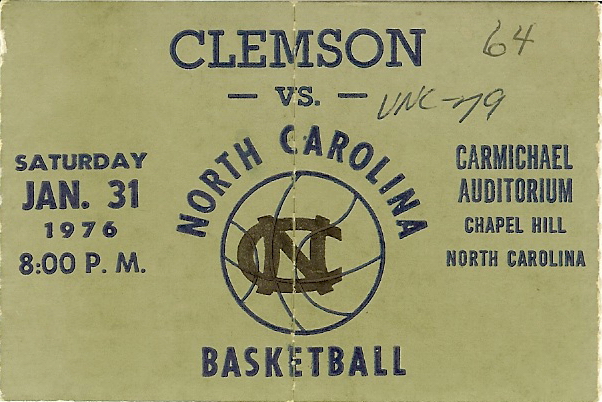 CLEMSON 64
— VS. — UNC-79
NORTH CAROLINA
SATURDAY
JAN. 31
1976
8:00 P. M.
NC
BASKETBALL
CARMICHAEL
AUDITORIUM
CHAPEL HILL
NORTH CAROLINA